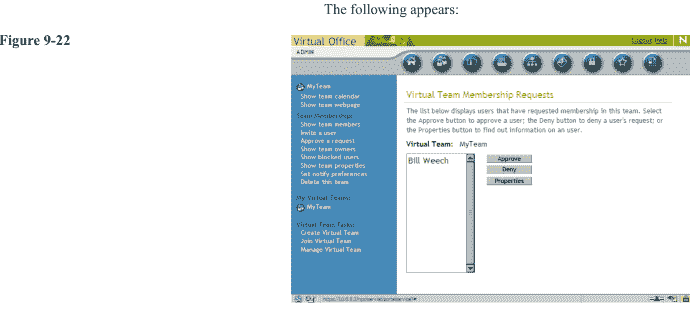 The following appears:
Figure 9-22
Virtual Office
Logout Help
N
ADMIN
MyTeam
Show team calendar
Show team webpage
Team Membership:
Show team members
Invite a user
Approve a request
Show team owners
Show blocked users
Show team properties
Set notify preferences
Delete this team
My Virtual Teams:
MyTeam
Virtual Team Tasks:
Create Virtual Team
Join Virtual Team
Manage Virtual Team
Virtual Team Membership Requests
The list below displays users that have requested membership in this team. Select
the Approve button to approve a user; the Deny button to deny a user's request; or
the Properties button to find out information on an user.
Virtual Team: MyTeam
Bill Weech
Approve
Deny
Properties